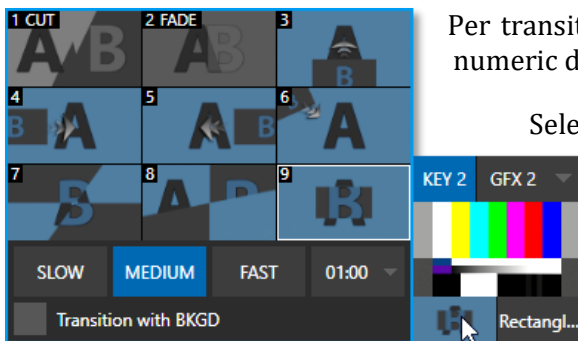 1 CUT
2 FADE
3
A B
A B
A
B
4
5
6
B A
A B
A
7
8
9
B
A D
B
SLOW MEDIUM FAST 01:00
Transition with BKGD
Per transit
numeric d
Sele
KEY 2 GFX 2
Rectangl...